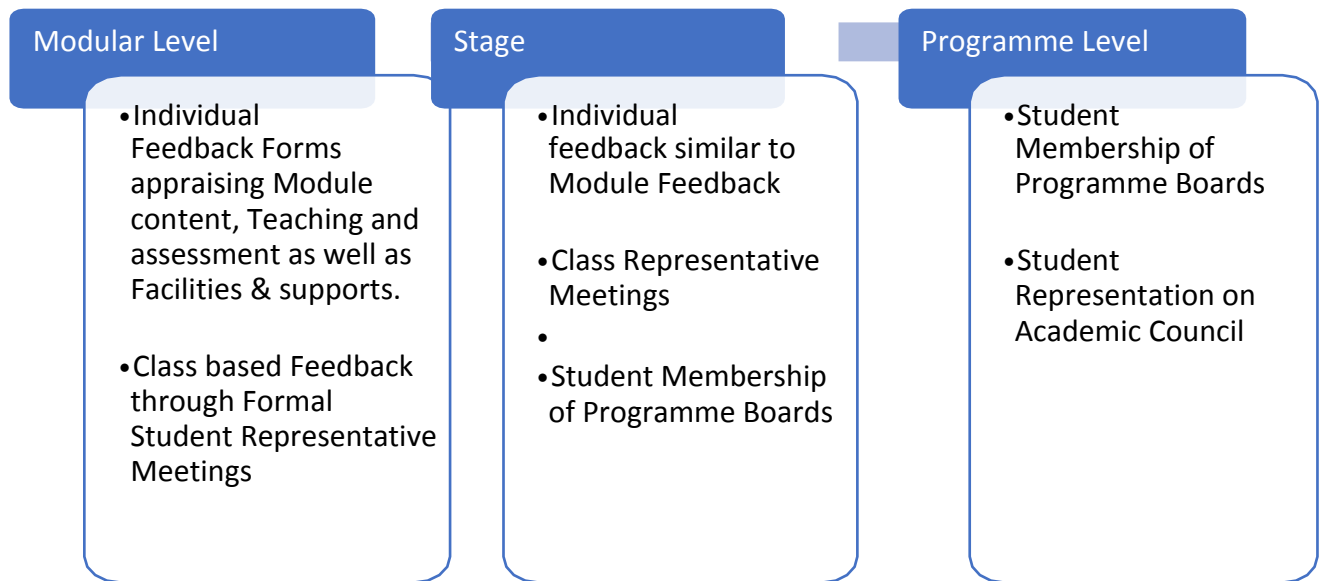 Modular Level
•Individual
Feedback Forms
appraising Module
content, Teaching and
assessment as well as
Facilities & supports.
•Class based Feedback
through Formal
Student Representative
Meetings
Stage
•Individual
feedback similar to
Module Feedback
•Class Representative
Meetings
•
•Student Membership
of Programme Boards
Programme Level
•Student
Membership of
Programme Boards
•Student
Representation on
Academic Council